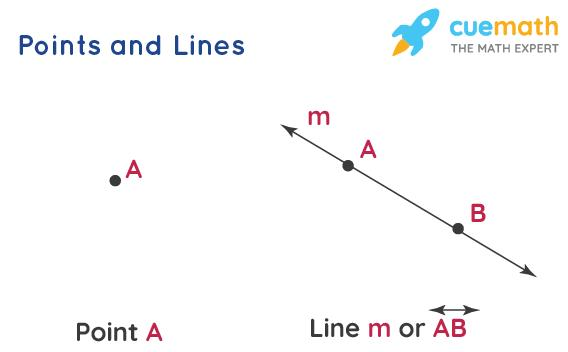 Points and Lines
cuemath
THE MATH EXPERT
m
A
A
B
Point A
Line m or AB